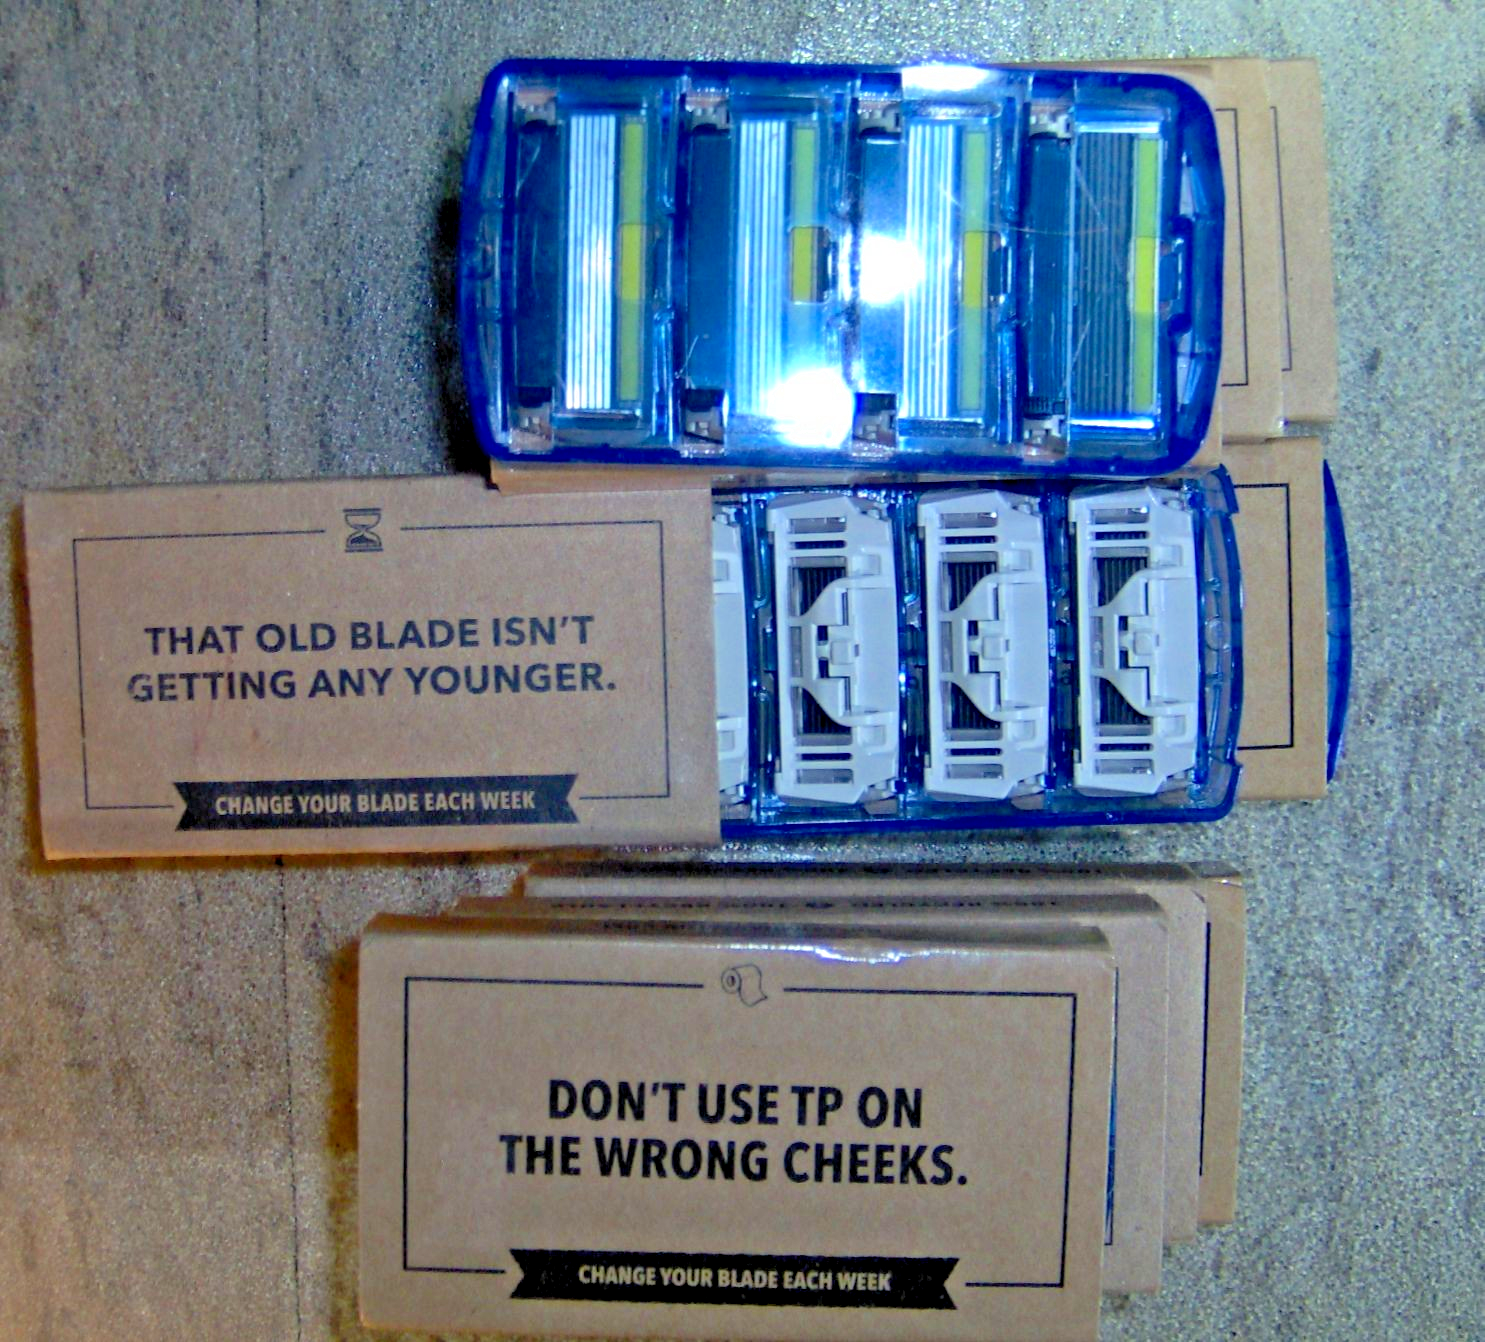 THAT OLD BLADE ISN'T
GETTING ANY YOUNGER.
CHANGE YOUR BLADE EACH WEEK
DON'T USE TP ON
THE WRONG CHEEKS.
CHANGE YOUR BLADE EACH WEEK